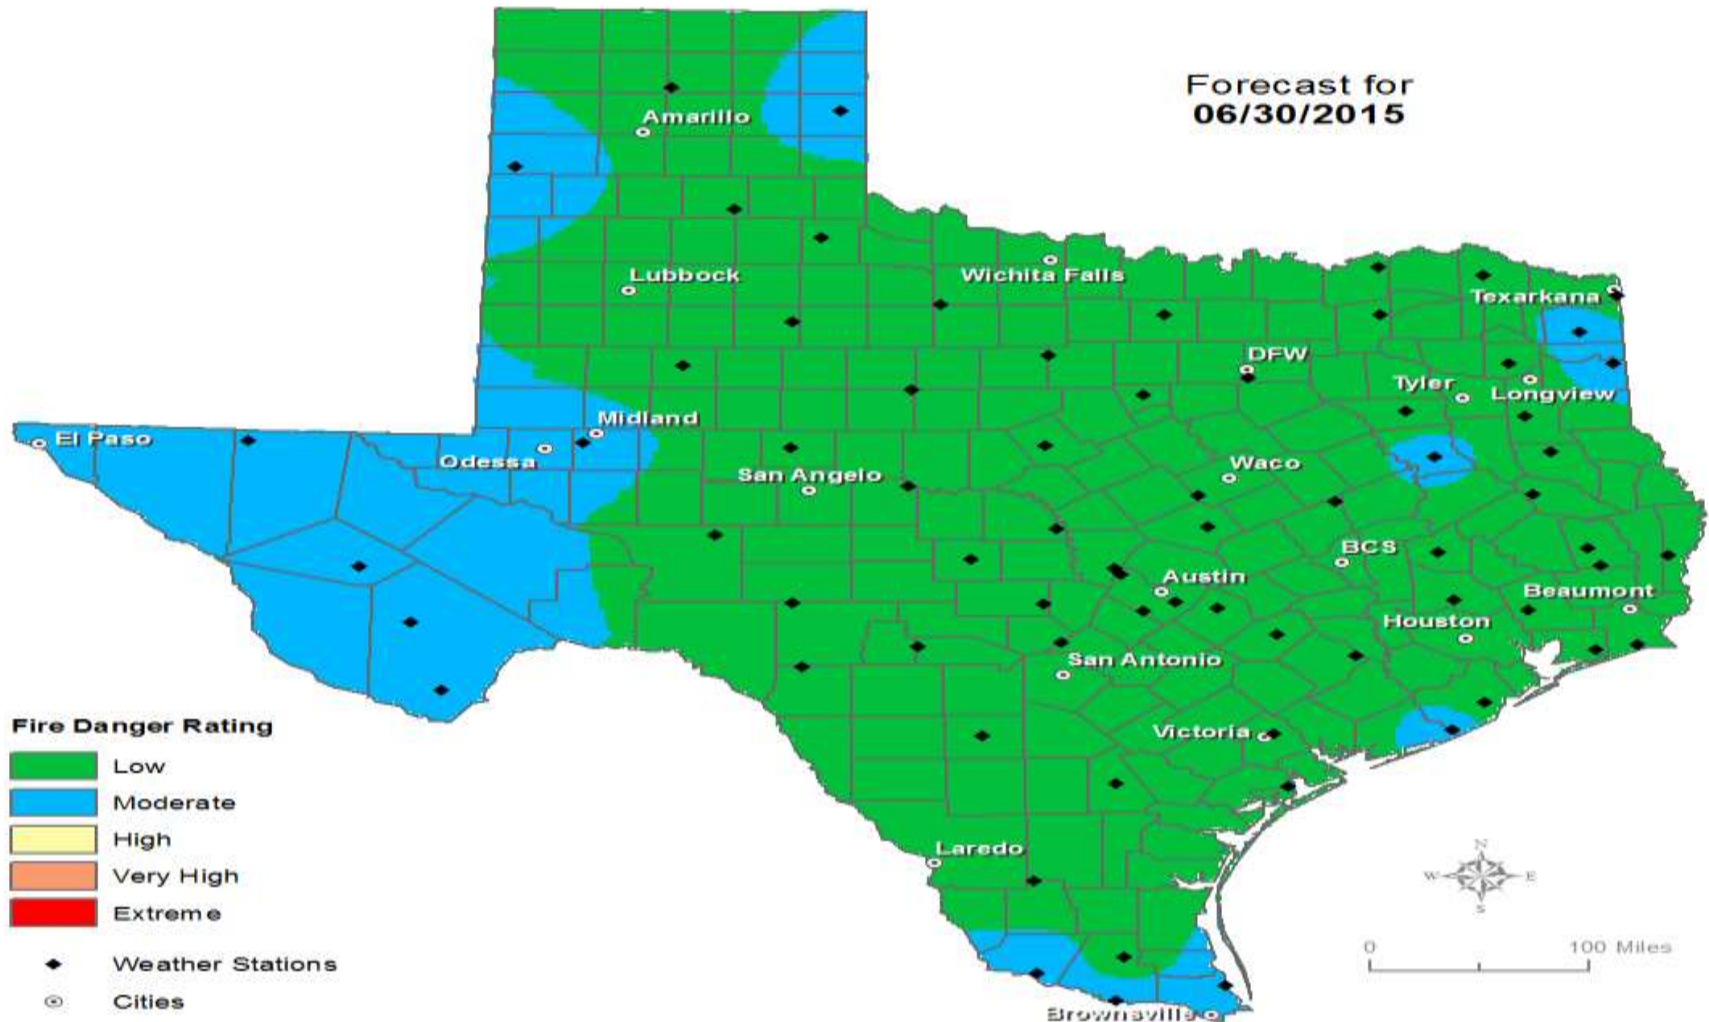 Forecast for
06/30/2015
Amarillo
Lubbock
Wichita Falls
Texarkana
DFW
Tyler
Longview
El Paso
Midland
Odessa
San Angelo
Waco
BCS
Austin
Beaumont
Houston
San Antonio
Victoria
Laredo
Brownsville
Fire Danger Rating
Low
Moderate
High
Very High
Extreme
Weather Stations
Cities
N
W E
S
0 100 Miles